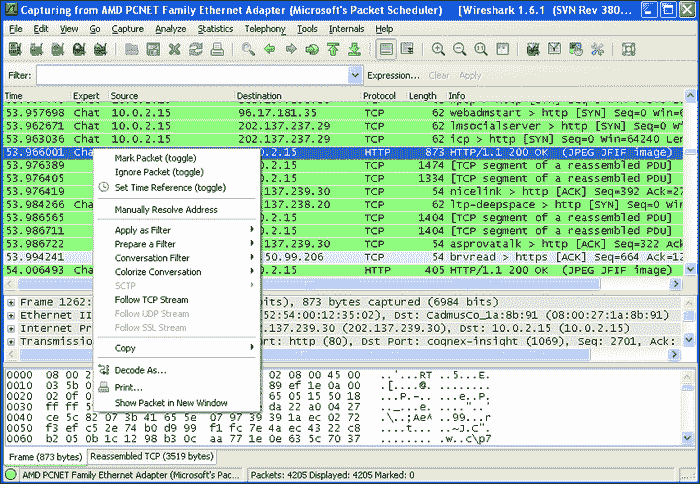 Capturing from AMD PCNET Family Ethernet Adapter (Microsoft's Packet Scheduler) [Wireshark 1.6.1 (SVN Rev 380...
File Edit View Go Capture Analyze Statistics Telephony Tools Internals Help
Filter: Expression... Clear Apply
Time Expert Source Destination Protocol Length Info
53.957698 Chat 10.0.2.15 96.17.181.35 TCP 62 webadmstart > http [SYN] Seq=0 Win=6
53.962671 Chat 10.0.2.15 202.137.237.29 TCP 62 lmsocialserver > http [SYN] Seq=0
53.963036 Chat 10.0.2.15 202.137.237.29 TCP 62 icp > http [SYN] Seq=0 Win=64240 Len
53.966001 Cha 0.2.15 HTTP 873 HTTP/1.1 200 OK (JPEG JFIF image)
53.976389 0.2.15 TCP 1474 [TCP segment of a reassembled PDU]
53.976405 0.2.15 TCP 1334 [TCP segment of a reassembled PDU]
53.976419 137.239.30 TCP 54 nicelink > http [ACK] Seq=392 Ack=27
53.984266 Cha 137.238.20 TCP 62 ltp-deepspace > http [SYN] Seq=0 W
53.986565 0.2.15 TCP 1404 [TCP segment of a reassembled PDU]
53.986711 0.2.15 TCP 1404 [TCP segment of a reassembled PDU]
53.986722 137.239.30 TCP 54 asprovatalk > http [ACK] Seq=322 Ack
53.994241 50.99.206 TCP 54 brvread > https [ACK] Seq=664 Ack=12
54.006493 Cha 0.2.15 HTTP 405 HTTP/1.1 200 OK (JPEG JFIF image)
Mark Packet (toggle)
Ignore Packet (toggle)
Set Time Reference (toggle)
Manually Resolve Address
Apply as Filter
Prepare a Filter
Conversation Filter
Colorize Conversation
SCTP
Follow TCP Stream
Follow UDP Stream
Follow SSL Stream
Copy
Decode As...
Print...
Show Packet in New Window
Frame 1262: bits), 873 bytes captured (6984 bits)
Ethernet II 52:54:00:12:35:02), Dst: CadmusCo_1a:8b:91 (08:00:27:1a:8b:91)
Internet Pr 137.239.30 (202.137.239.30), Dst: 10.0.2.15 (10.0.2.15)
Transmissio ort: http (80), Dst Port: cognex-insight (1069), Seq: 2701, Ack:
0000 08 00 02 08 00 45 00 ..'...RT ..5...E.
0010 03 5b 0 89 ef 1e 0a 00
0020 02 0f 0 65 05 15 50 18
0030 ff ff 5 da 22 a0 04 27
0040 ce 5c 82 07 3b 41 65 5e 07 97 39 39 1a ec 02 72 .\..;Ae^ ..99...r
0050 f3 ef c5 2e 74 b0 d9 99 f1 fc 7e 4a ec 43 22 c8 ....t... ..~J.C".
0060 b2 05 0b 1c 12 98 b3 0c aa 77 1e 0e 63 5c 70 37 ........ .w..c\p7
Frame (873 bytes) Reassembled TCP (3519 bytes)
AMD PCNET Family Ethernet Adapter (Microsoft's Pac... Packets: 4205 Displayed: 4205 Marked: 0